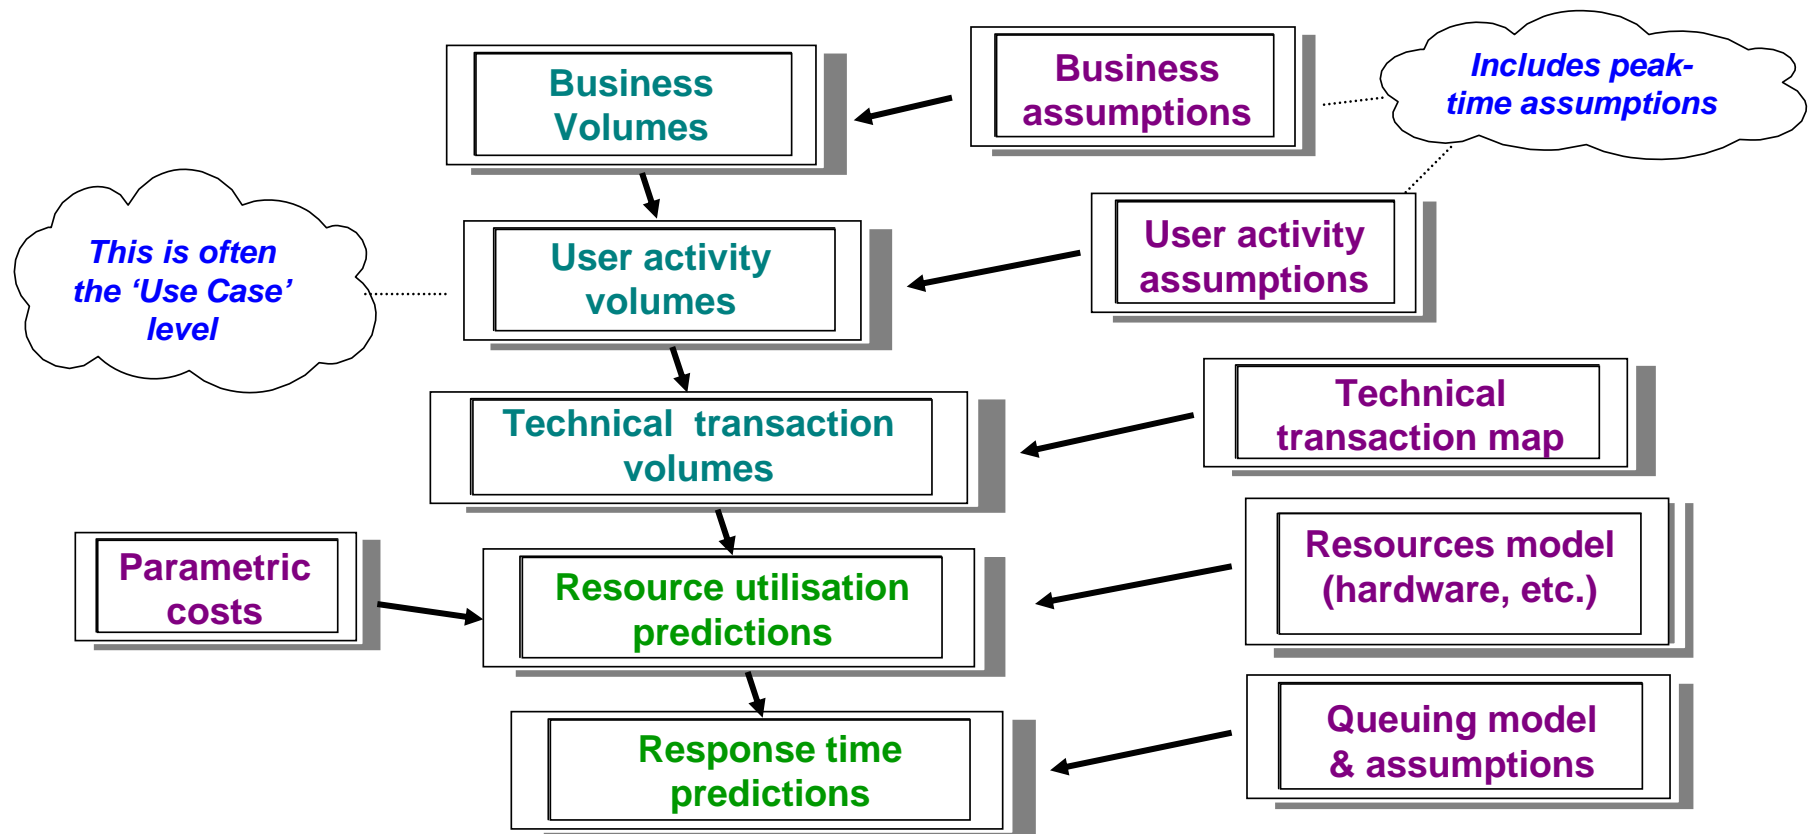 Business
Volumes
Business
assumptions
Includes peak-
time assumptions
This is often
the ‘Use Case’
level
User activity
volumes
User activity
assumptions
Technical transaction
volumes
Technical
transaction map
Parametric
costs
Resource utilisation
predictions
Resources model
(hardware, etc.)
Response time
predictions
Queuing model
& assumptions